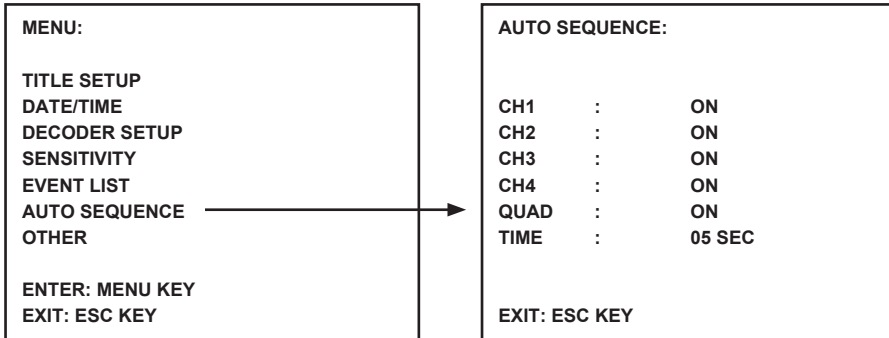 MENU:
TITLE SETUP
DATE/TIME
DECODER SETUP
SENSITIVITY
EVENT LIST
AUTO SEQUENCE
OTHER
ENTER: MENU KEY
EXIT: ESC KEY
AUTO SEQUENCE:
CH1 : ON
CH2 : ON
CH3 : ON
CH4 : ON
QUAD : ON
TIME : 05 SEC
EXIT: ESC KEY